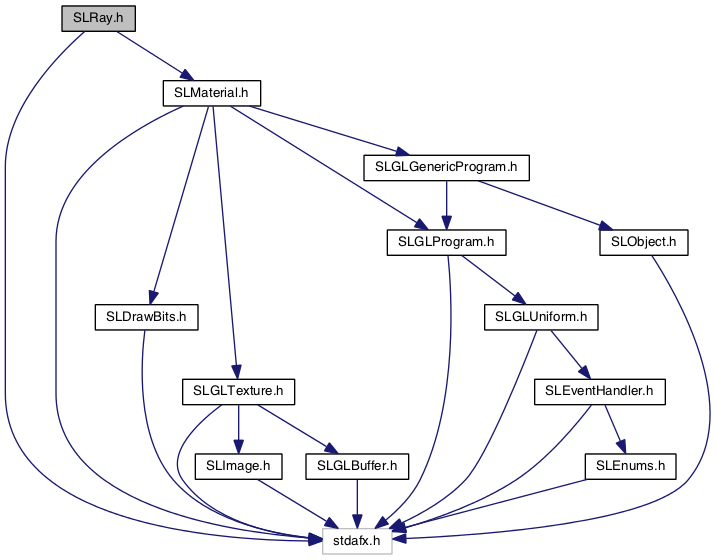 SLRay.h
SLMaterial.h
SLGLGenericProgram.h
SLGLProgram.h
SLObject.h
SLDrawBits.h
SLGLUniform.h
SLGLTexture.h
SLEventHandler.h
SLImage.h
SLGLBuffer.h
SLEnums.h
stdafx.h